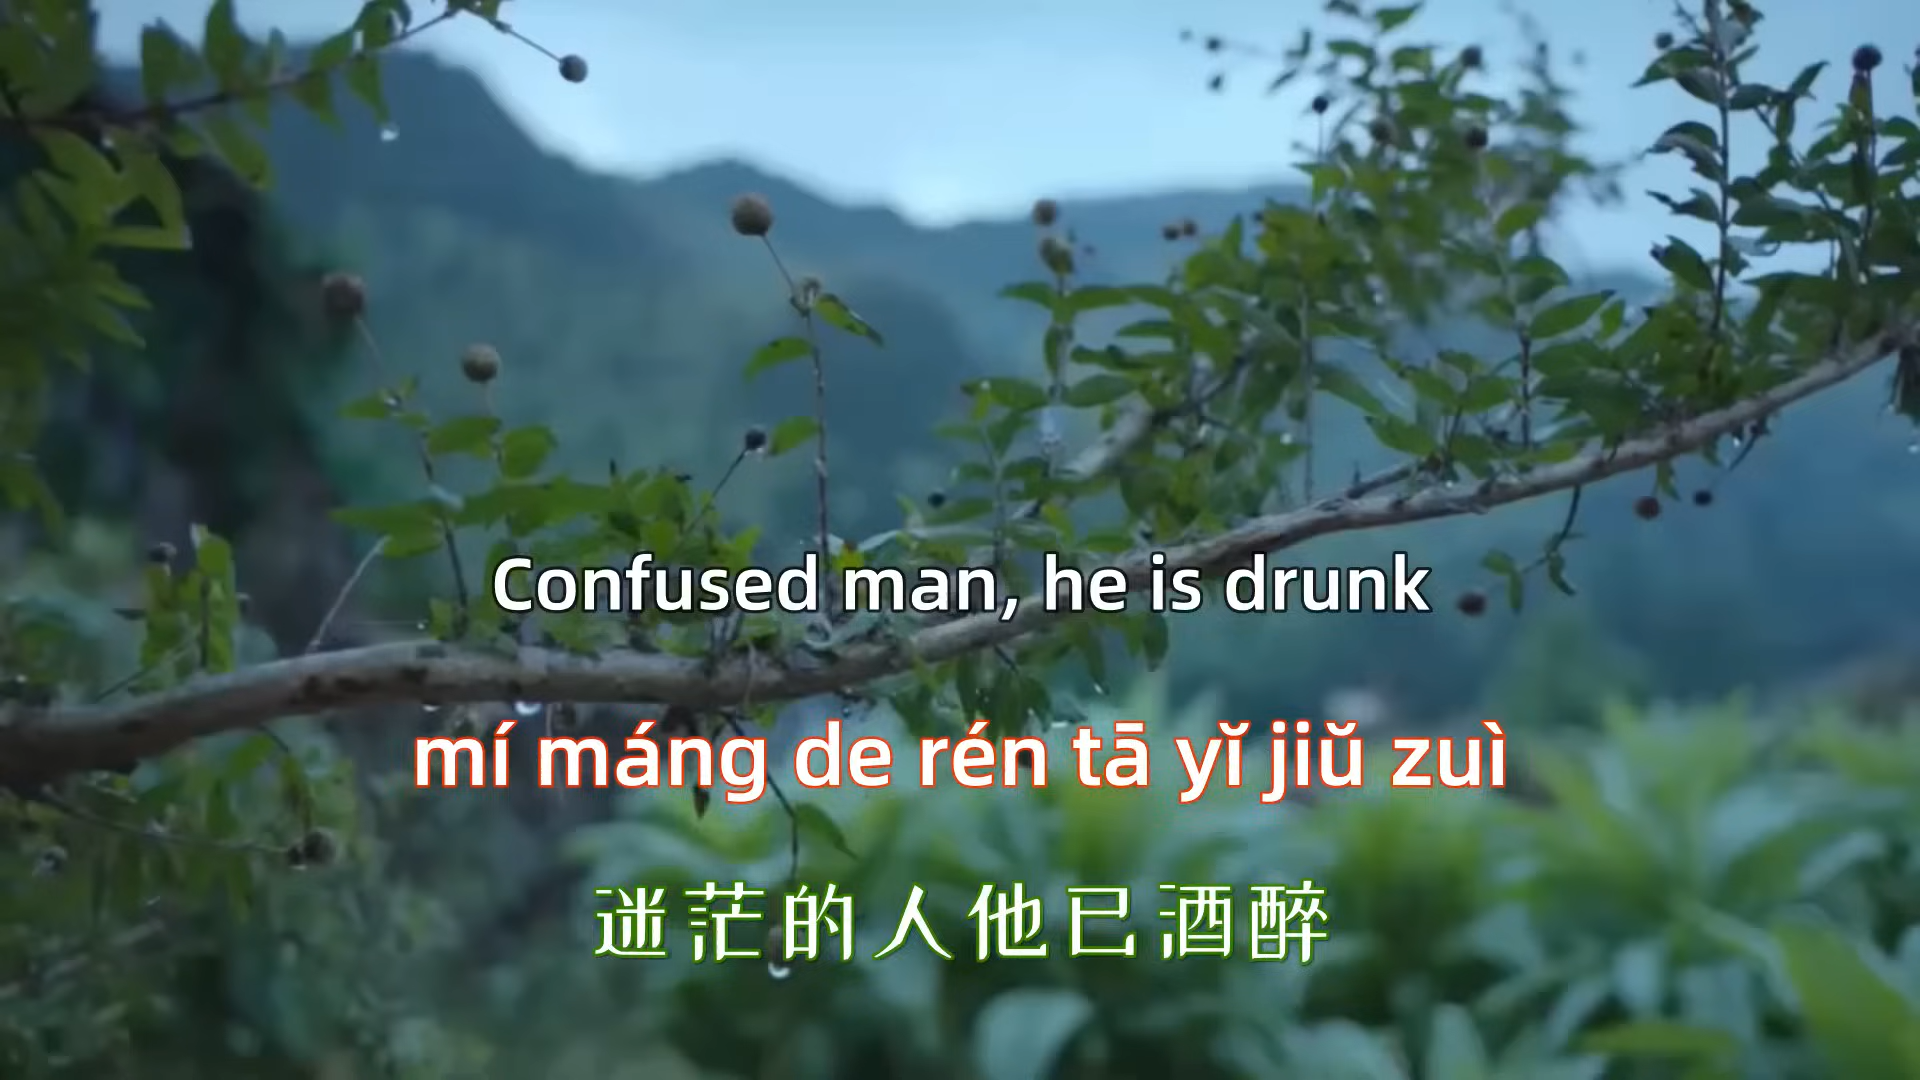 Confused man, he is drunk
mí máng de rén tā yǐ jiǔ zuì
迷茫的人他已酒醉